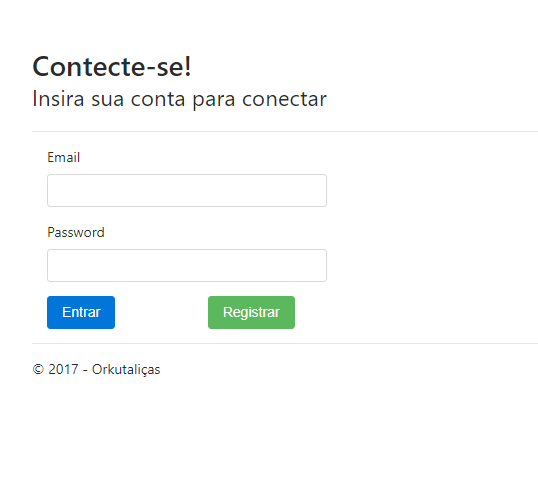 Contecte-se!
Insira sua conta para conectar
Email
Password
Entrar
Registrar
© 2017 - Orkutaliças